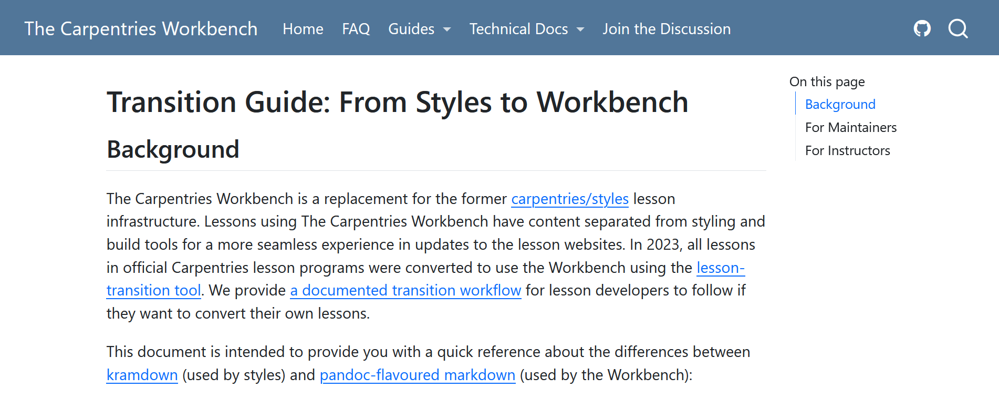 The Carpentries Workbench Home FAQ Guides Technical Docs Join the Discussion
On this page
Background
For Maintainers
For Instructors
Transition Guide: From Styles to Workbench
Background
The Carpentries Workbench is a replacement for the former carpentries/styles lesson
infrastructure. Lessons using The Carpentries Workbench have content separated from styling and
build tools for a more seamless experience in updates to the lesson websites. In 2023, all lessons
in official Carpentries lesson programs were converted to use the Workbench using the lesson-
transition tool. We provide a documented transition workflow for lesson developers to follow if
they want to convert their own lessons.
This document is intended to provide you with a quick reference about the differences between
kramdown (used by styles) and pandoc-flavoured markdown (used by the Workbench):